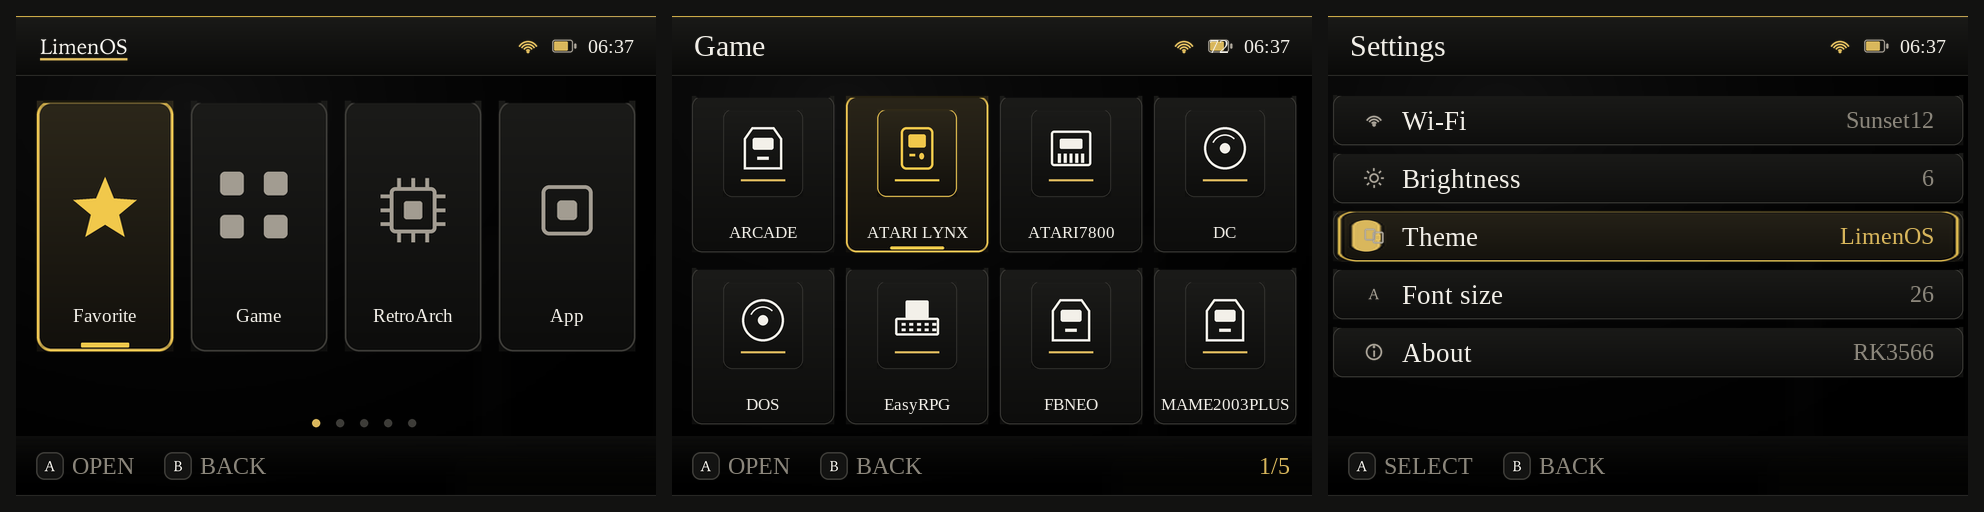 LimenOS
06:37
Favorite
Game
RetroArch
App
A OPEN
B BACK
Game
72
06:37
ARCADE
ATARI LYNX
ATARI7800
DC
DOS
EasyRPG
FBNEO
MAME2003PLUS
A OPEN
B BACK
1/5
Settings
06:37
Wi-Fi
Sunset12
Brightness
6
Theme
LimenOS
A Font size
26
About
RK3566
A SELECT
B BACK